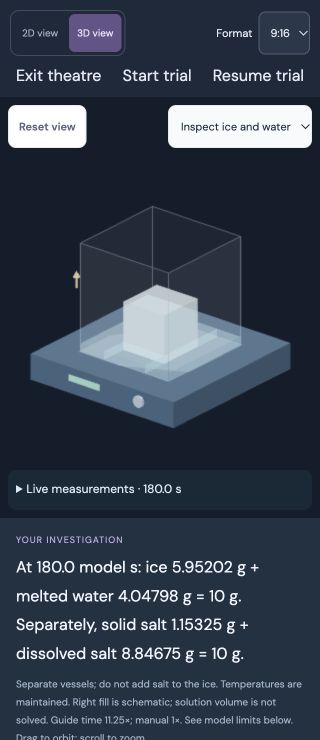 2D view 3D view Format 9:16
Exit theatre Start trial Resume trial
Reset view Inspect ice and water
Live measurements · 180.0 s
YOUR INVESTIGATION
At 180.0 model s: ice 5.95202 g +
melted water 4.04798 g = 10 g.
Separately, solid salt 1.15325 g +
dissolved salt 8.84675 g = 10 g.
Separate vessels; do not add salt to the ice. Temperatures are
maintained. Right fill is schematic; solution volume is not
solved. Guide time 11.25×; manual 1×. See model limits below.
Drag to orbit; scroll to zoom.